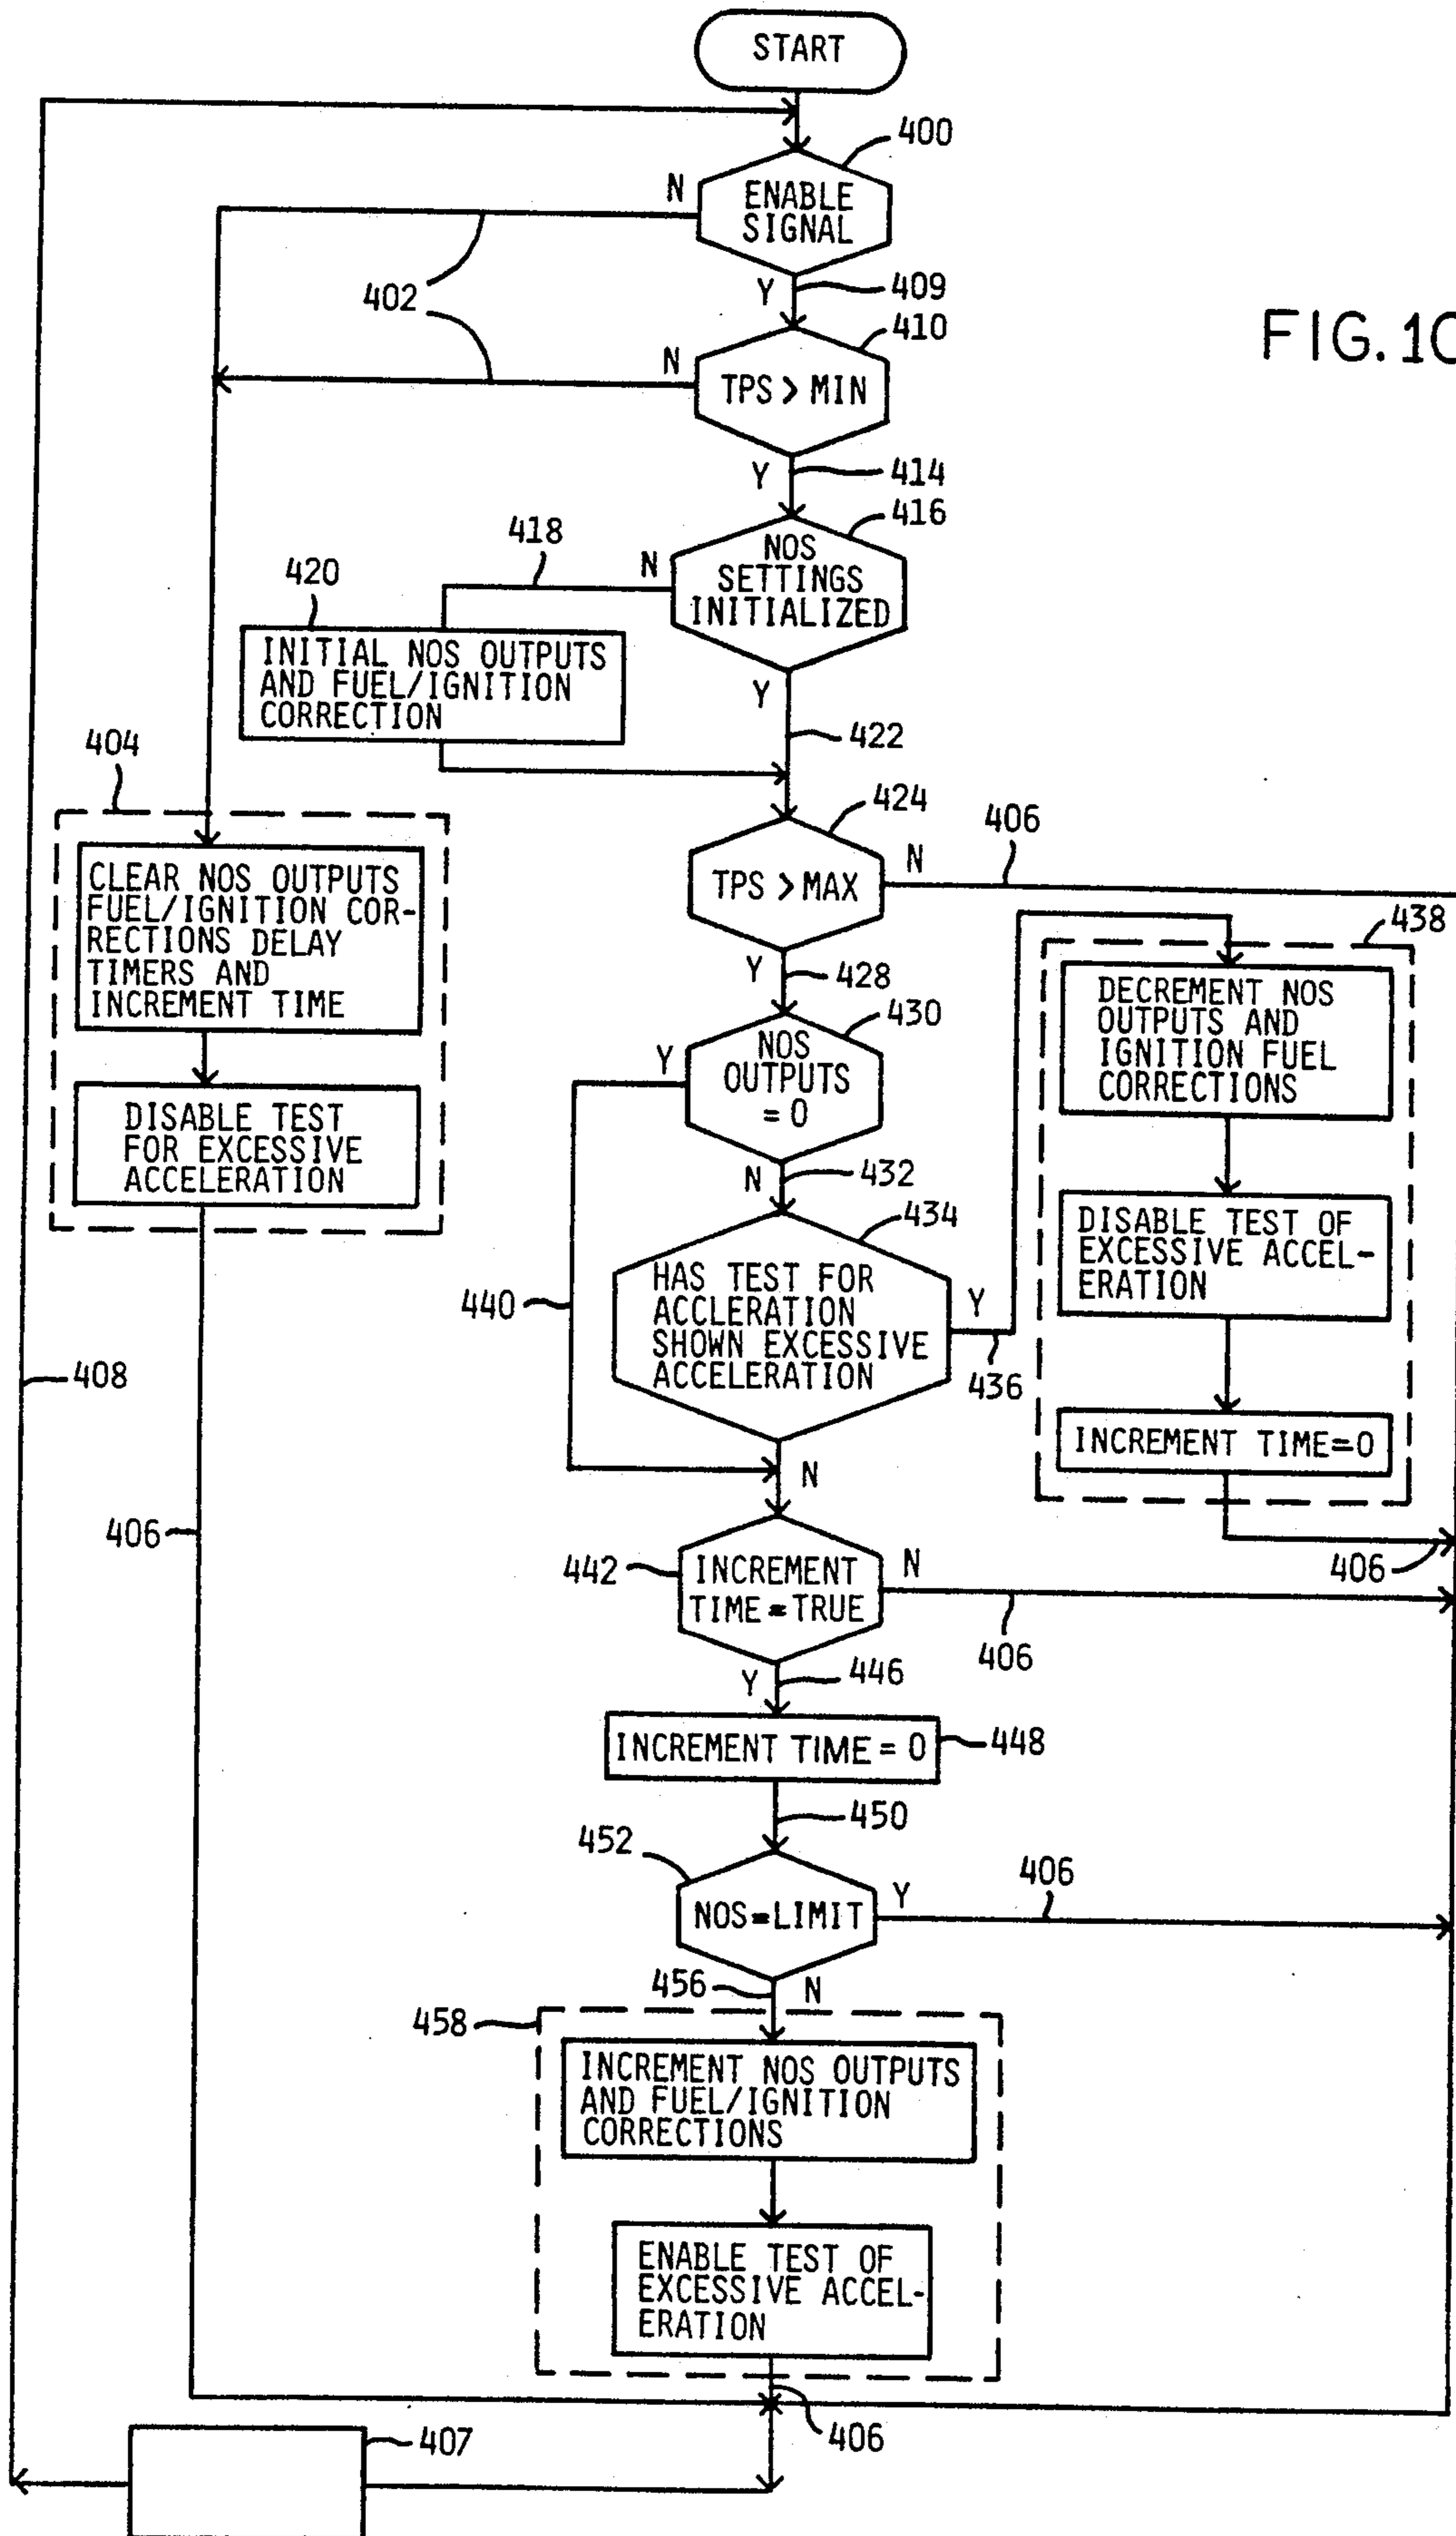 START
400
N
ENABLE
SIGNAL
Y
409
402
410
FIG. 10
N
TPS > MIN
Y
414
416
418
N
NOS
SETTINGS
INITIALIZED
420
INITIAL NOS OUTPUTS
AND FUEL/IGNITION
CORRECTION
Y
422
404
424
406
N
TPS > MAX
CLEAR NOS OUTPUTS
FUEL/IGNITION COR-
RECTIONS DELAY
TIMERS AND
INCREMENT TIME
438
Y
428
DECREMENT NOS
OUTPUTS AND
IGNITION FUEL
CORRECTIONS
430
Y
NOS
OUTPUTS
= 0
DISABLE TEST
FOR EXCESSIVE
ACCELERATION
N
432
434
DISABLE TEST OF
EXCESSIVE ACCEL-
ERATION
HAS TEST FOR
ACCLERATION
SHOWN EXCESSIVE
ACCELERATION
440
Y
436
408
INCREMENT TIME=0
N
406
442
INCREMENT
TIME = TRUE
N
406
406
Y
446
INCREMENT TIME = 0
448
450
452
NOS=LIMIT
Y
406
456
N
458
INCREMENT NOS OUTPUTS
AND FUEL/IGNITION
CORRECTIONS
ENABLE TEST OF
EXCESSIVE ACCEL-
ERATION
406
407